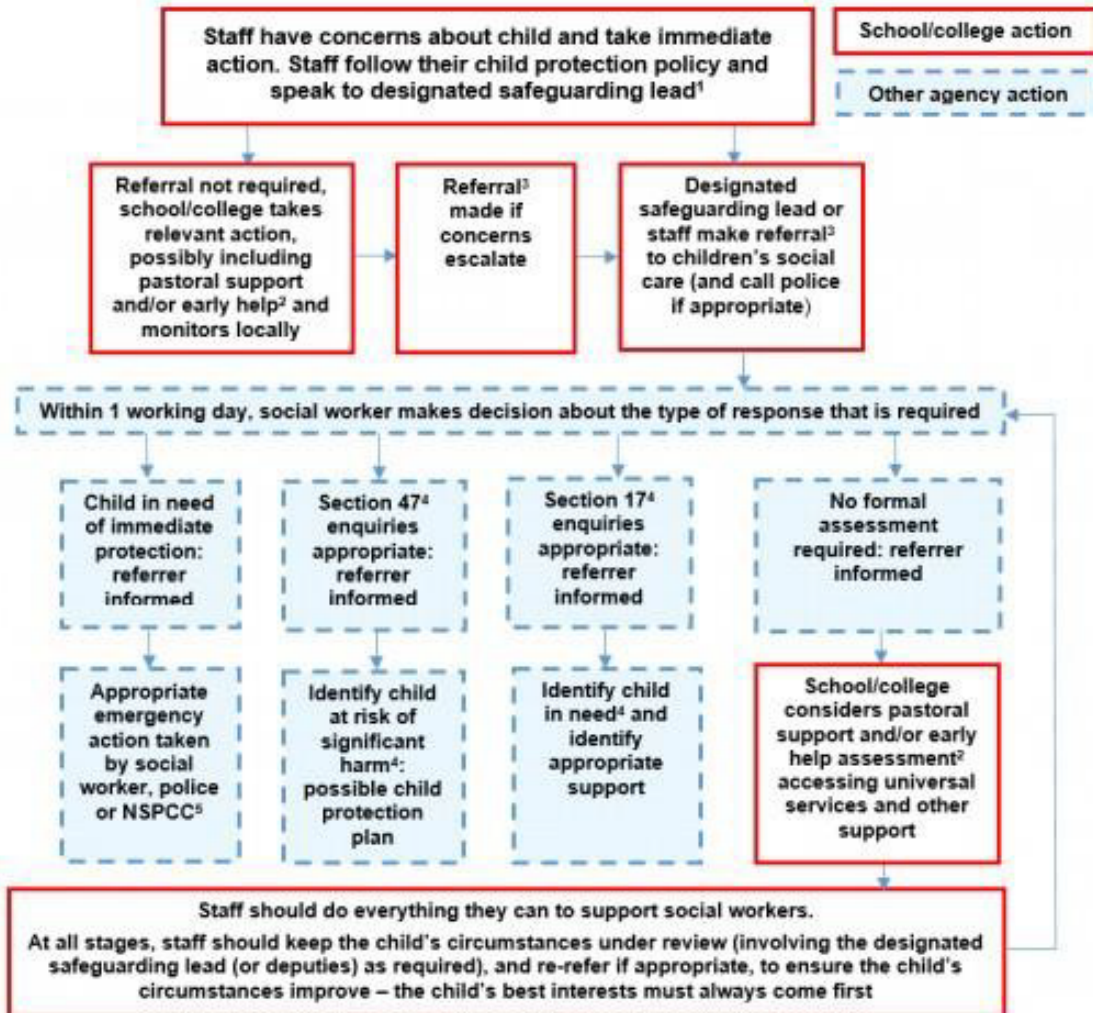 Staff have concerns about child and take immediate
action. Staff follow their child protection policy and
speak to designated safeguarding lead¹
School/college action
Other agency action
Referral not required,
school/college takes
relevant action,
possibly including
pastoral support
and/or early help² and
monitors locally
Referral³
made if
concerns
escalate
Designated
safeguarding lead or
staff make referral³
to children's social
care (and call police
if appropriate)
Within 1 working day, social worker makes decision about the type of response that is required
Child in need
of immediate
protection:
referrer
informed
Section 47⁴
enquiries
appropriate:
referrer
informed
Section 17⁴
enquiries
appropriate:
referrer
informed
No formal
assessment
required: referrer
informed
Appropriate
emergency
action taken
by social
worker, police
or NSPCC⁵
Identify child
at risk of
significant
harm⁴:
possible child
protection
plan
Identify child
in need⁴ and
identify
appropriate
support
School/college
considers pastoral
support and/or early
help assessment²
accessing universal
services and other
support
Staff should do everything they can to support social workers.
At all stages, staff should keep the child's circumstances under review (involving the designated
safeguarding lead (or deputies) as required), and re-refer if appropriate, to ensure the child's
circumstances improve – the child's best interests must always come first